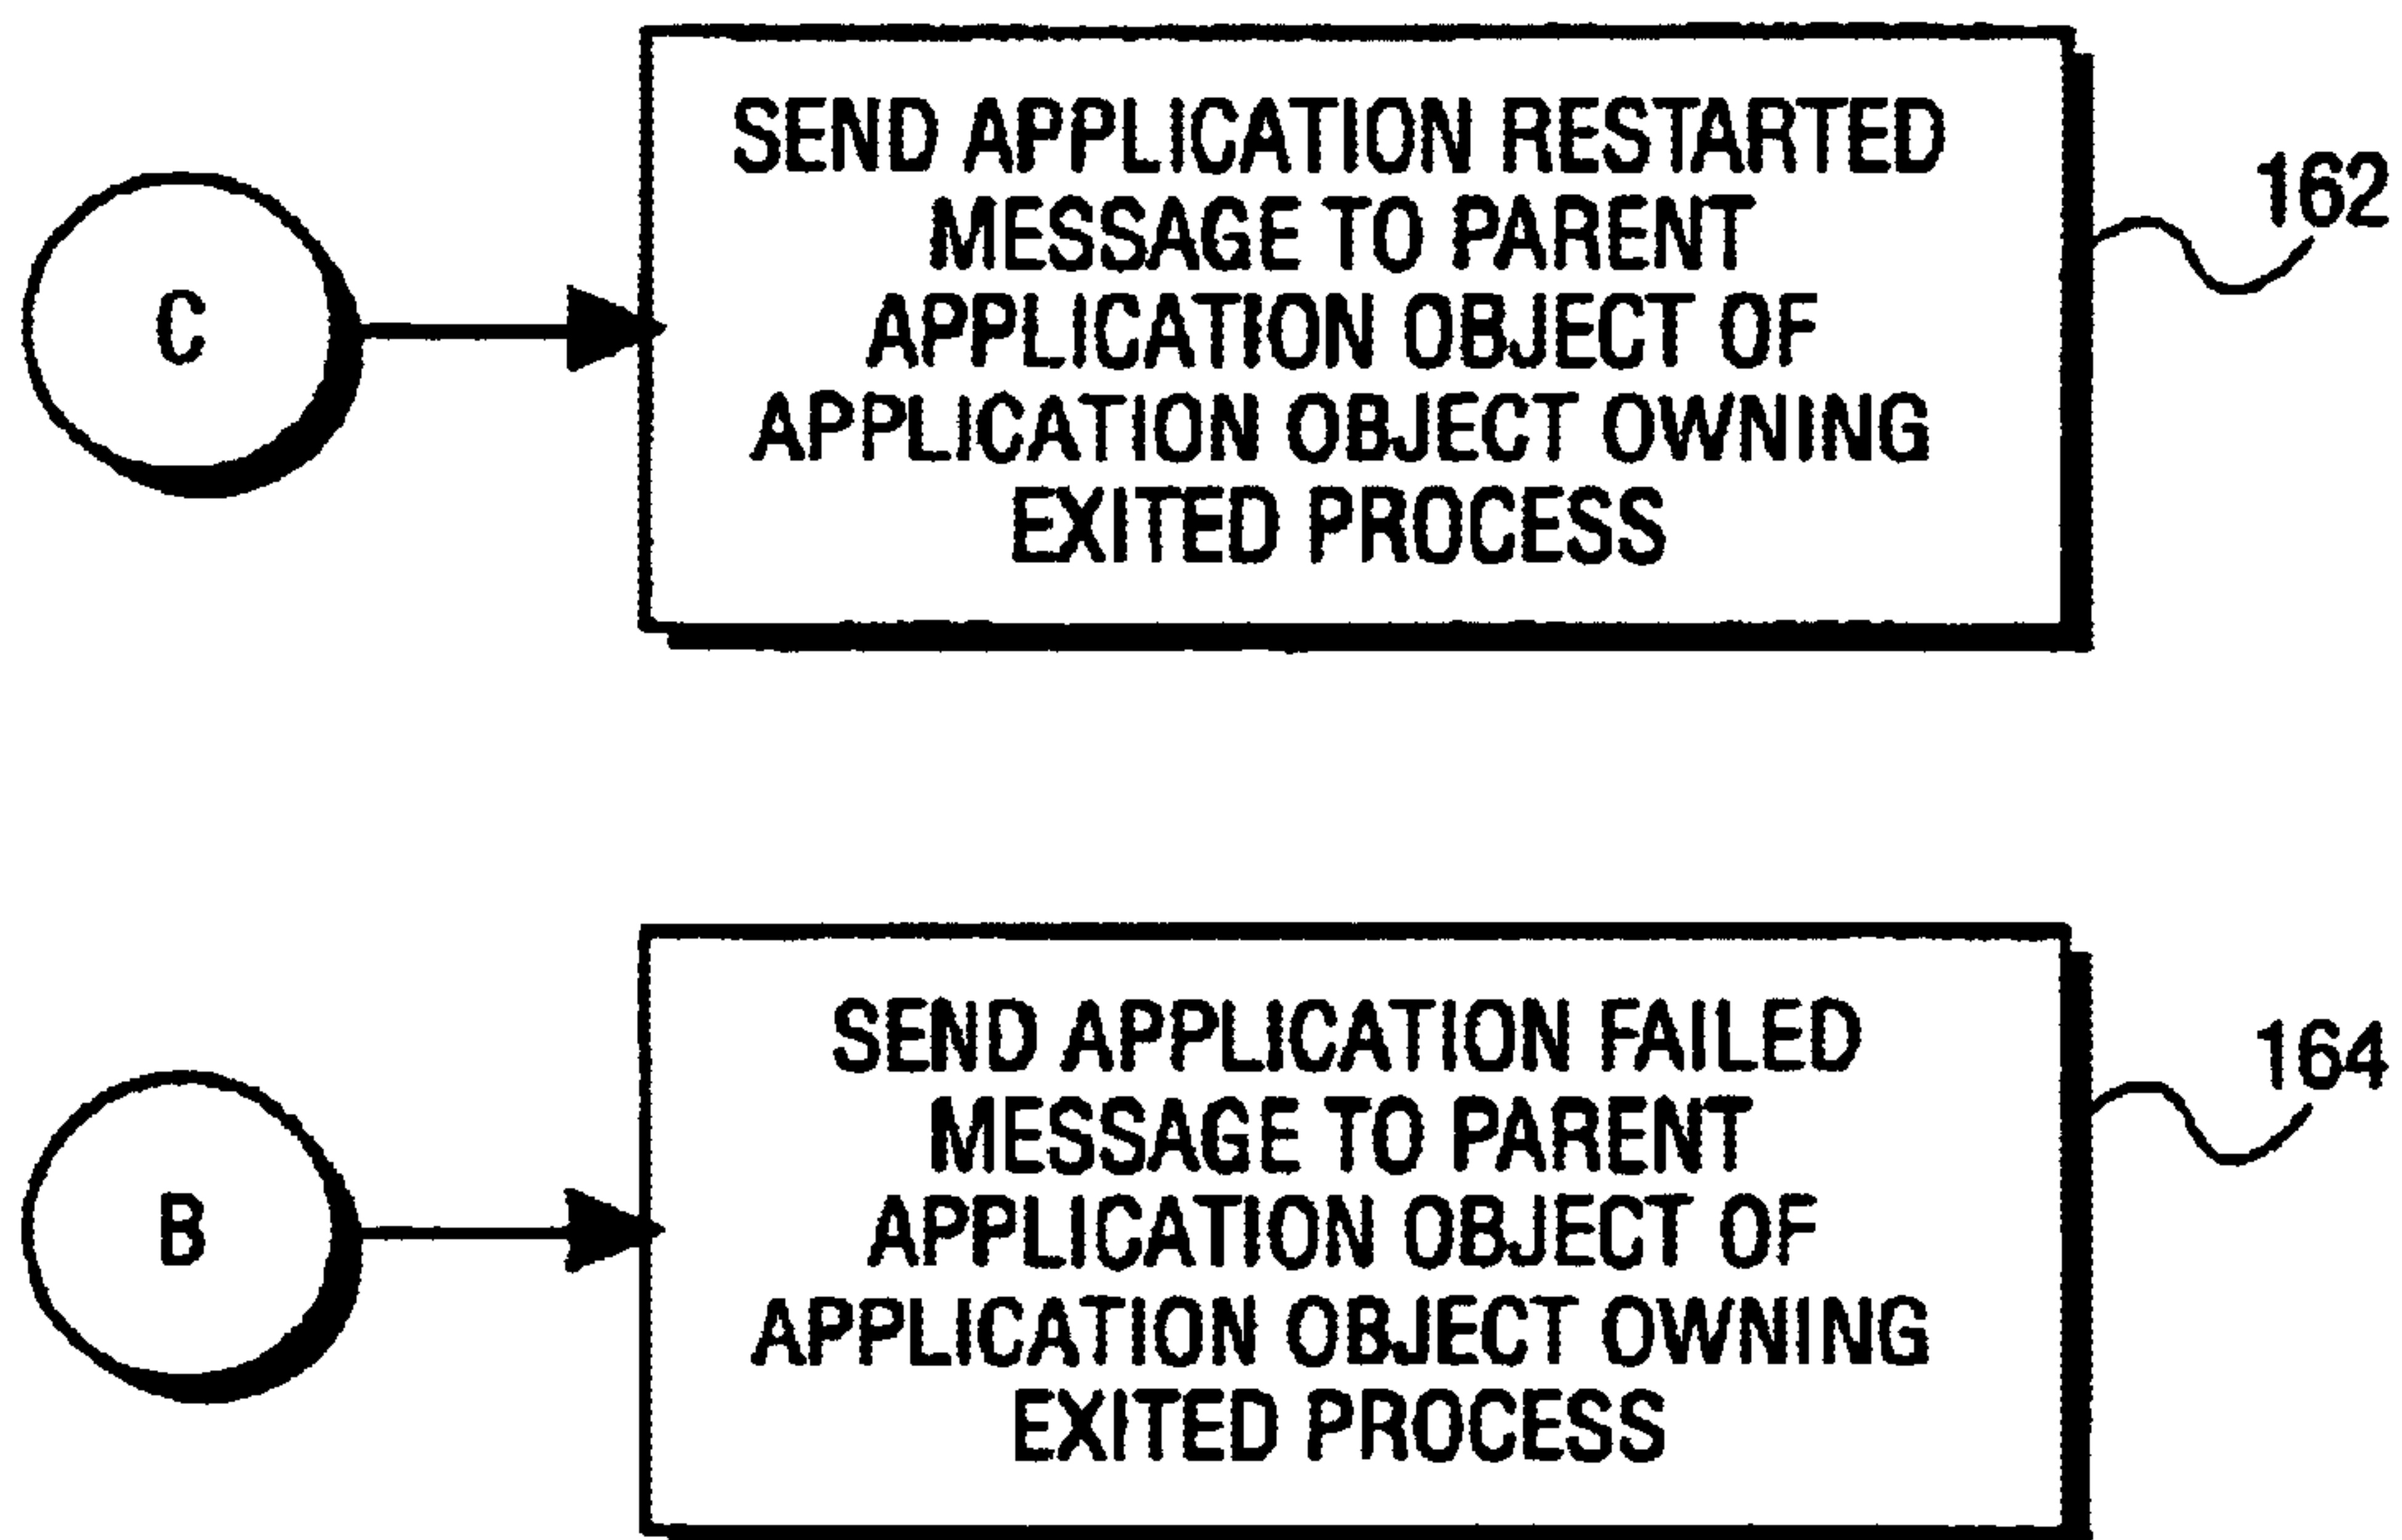 SEND APPLICATION RESTARTED
MESSAGE TO PARENT
APPLICATION OBJECT OF
APPLICATION OBJECT OWNING
EXITED PROCESS
162
C
SEND APPLICATION FAILED
MESSAGE TO PARENT
APPLICATION OBJECT OF
APPLICATION OBJECT OWNING
EXITED PROCESS
164
B